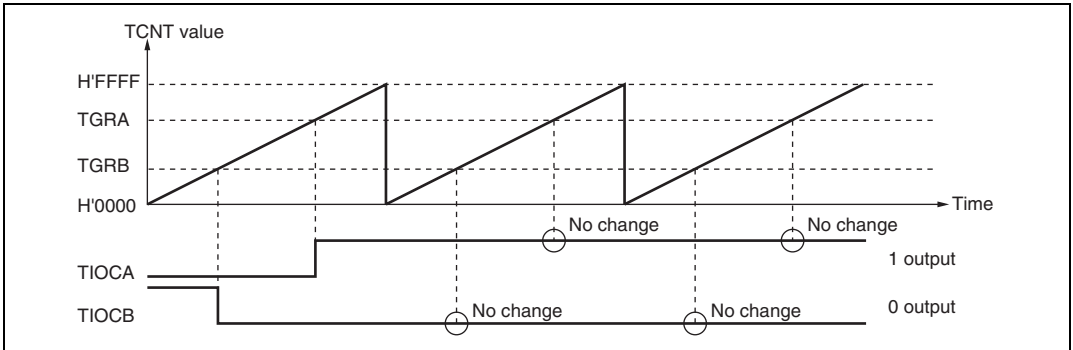 TCNT value
H'FFFF
TGRA
TGRB
H'0000
Time
No change
No change
1 output
TIOCA
No change
No change
0 output
TIOCB